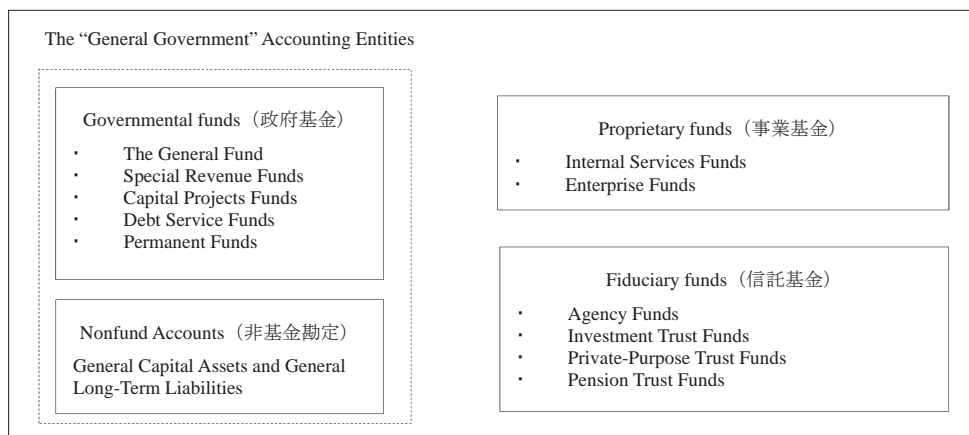 The “General Government” Accounting Entities
Governmental funds（政府基金）
・ The General Fund
・ Special Revenue Funds
・ Capital Projects Funds
・ Debt Service Funds
・ Permanent Funds
Nonfund Accounts（非基金勘定）
General Capital Assets and General
Long-Term Liabilities
Proprietary funds（事業基金）
・ Internal Services Funds
・ Enterprise Funds
Fiduciary funds（信託基金）
・ Agency Funds
・ Investment Trust Funds
・ Private-Purpose Trust Funds
・ Pension Trust Funds